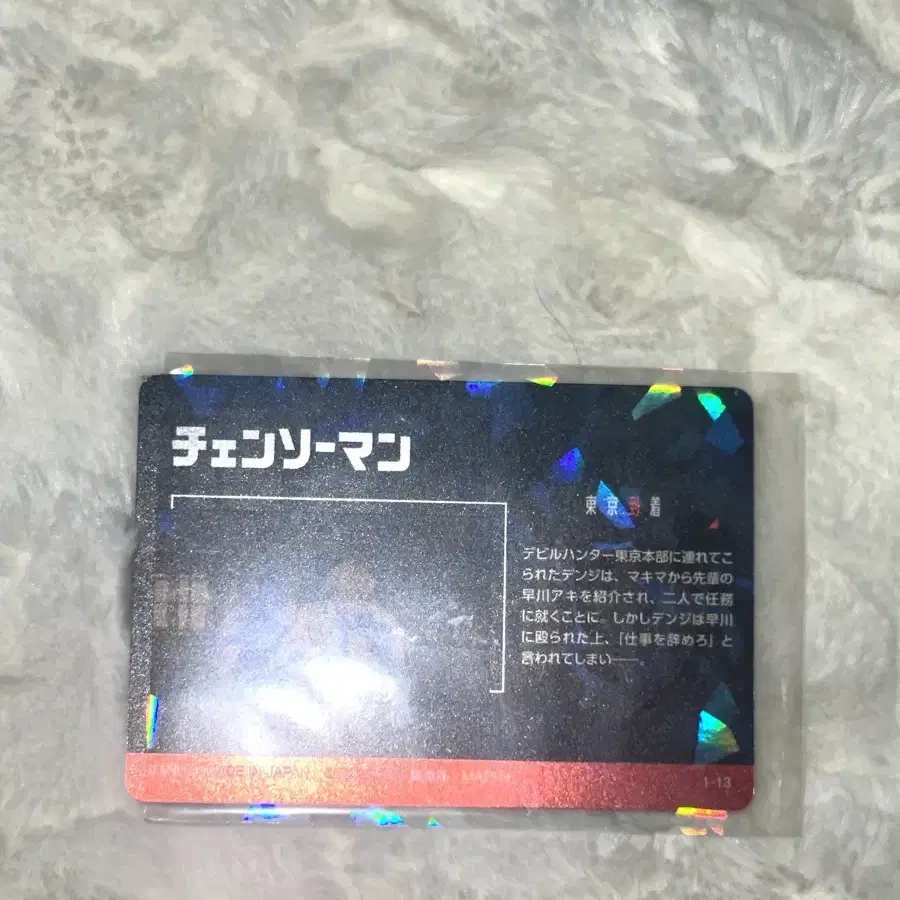 チェンソーマン
東京到着
デビルハンター東京本部に連れてこ
られたデンジは、マキマから先輩の
早川アキを紹介され、二人で任務
に就くことに。しかしデンジは早川
に殴られた上、「仕事を辞めろ」と
言われてしまい――。
MADE IN JAPAN
1-13